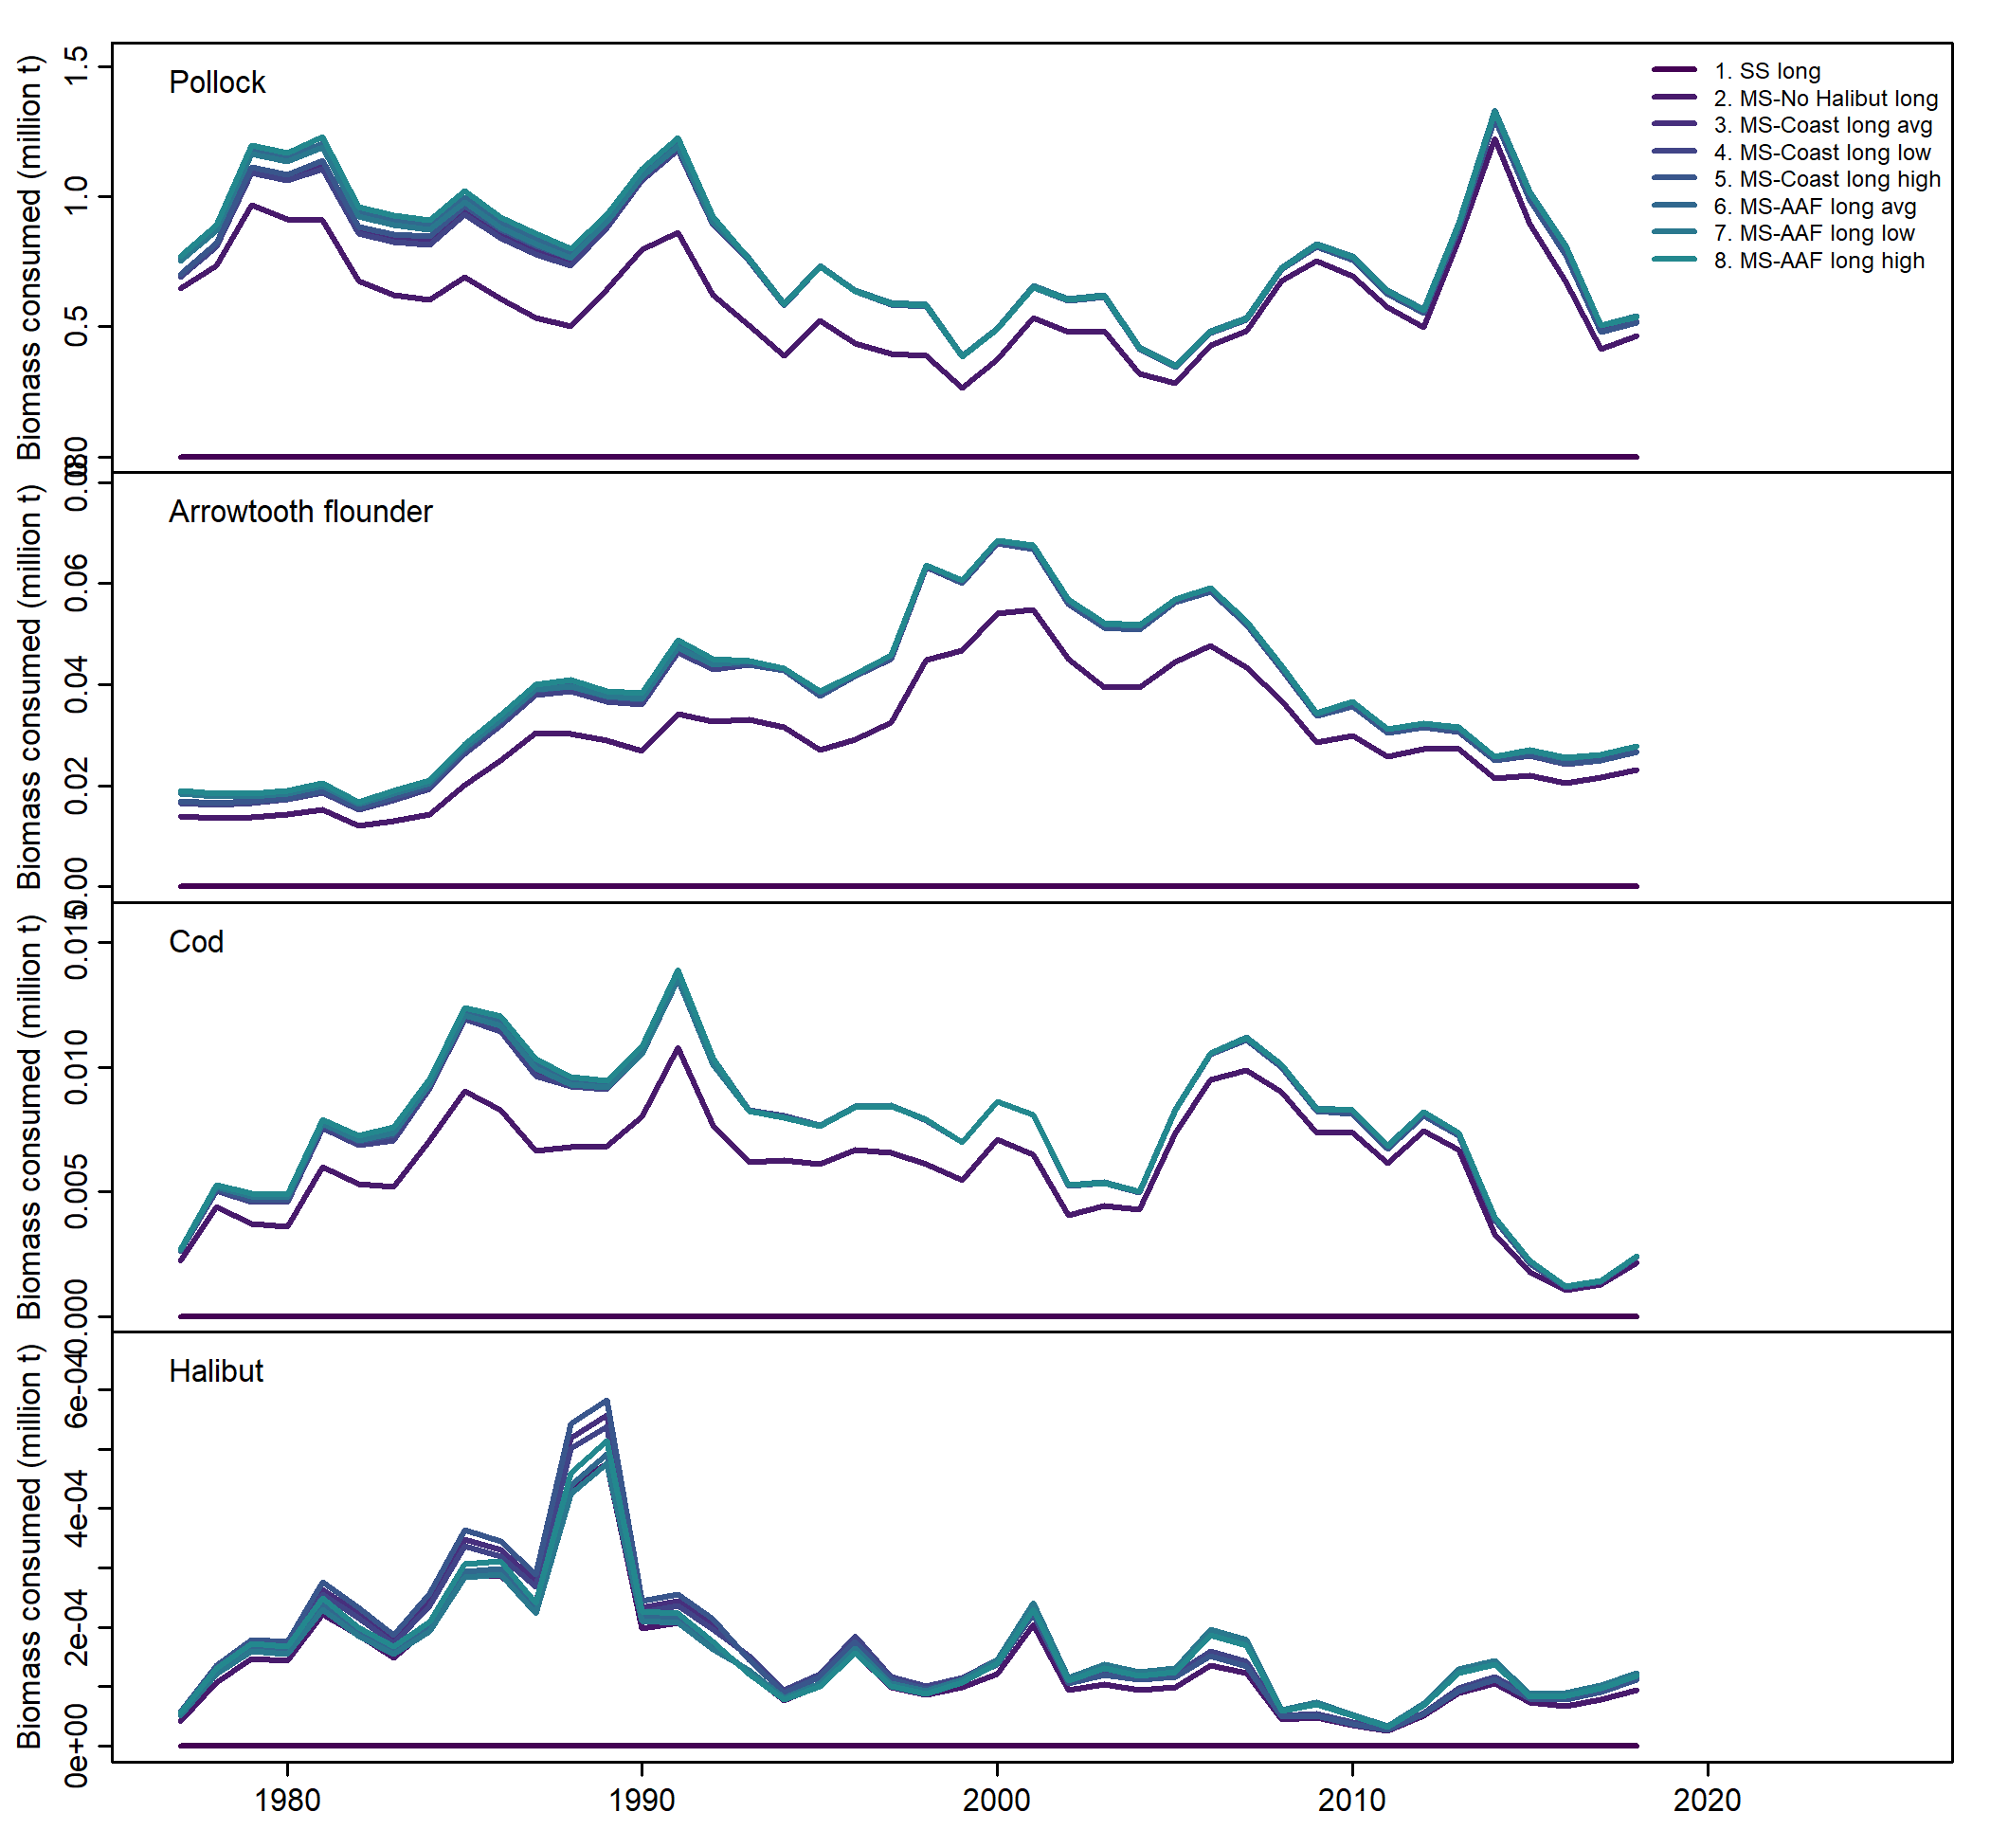 Pollock
Biomass consumed (million t)
1.5
1.0
0.5
0.0
1. SS long
2. MS-No Halibut long
3. MS-Coast long avg
4. MS-Coast long low
5. MS-Coast long high
6. MS-AAF long avg
7. MS-AAF long low
8. MS-AAF long high
Arrowtooth flounder
Biomass consumed (million t)
0.08
0.06
0.04
0.02
0.00
Cod
Biomass consumed (million t)
0.015
0.010
0.005
0.000
Halibut
Biomass consumed (million t)
6e-04
4e-04
2e-04
0e+00
1980 1990 2000 2010 2020